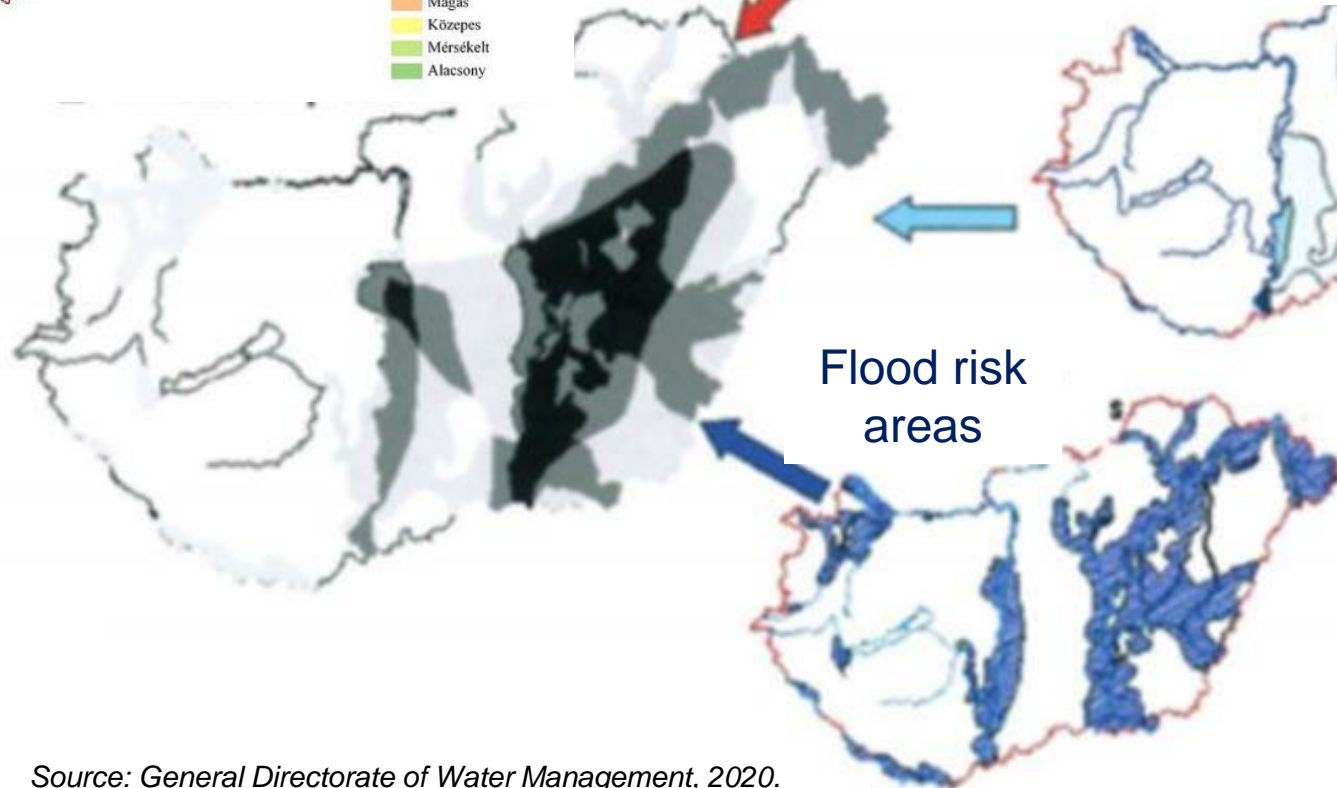 Magas
Közepes
Mérsékelt
Alacsony
Flood risk
areas
Source: General Directorate of Water Management, 2020.